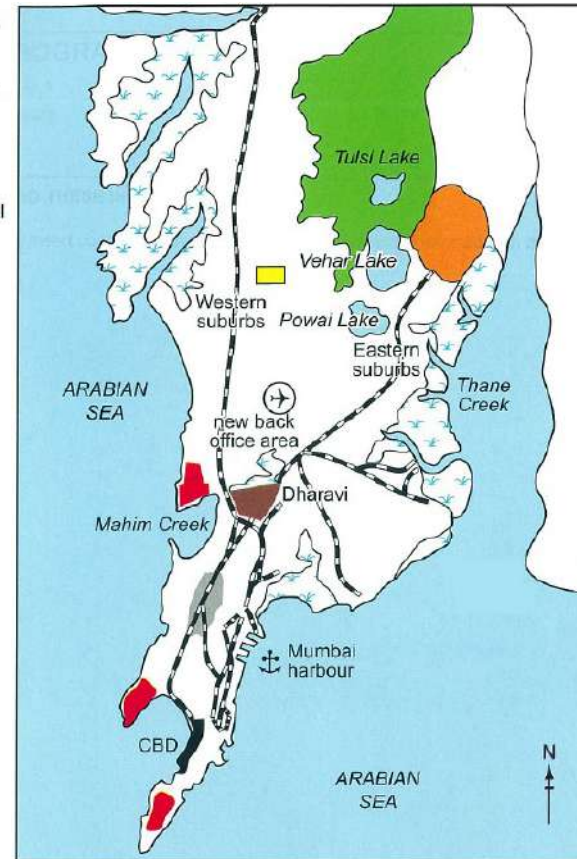 Tulsi Lake
Vehar Lake
Western
suburbs
Powai Lake
Eastern
suburbs
ARABIAN
SEA
Thane
Creek
new back
office area
Dharavi
Mahim Creek
Mumbai
harbour
CBD
N
ARABIAN
SEA